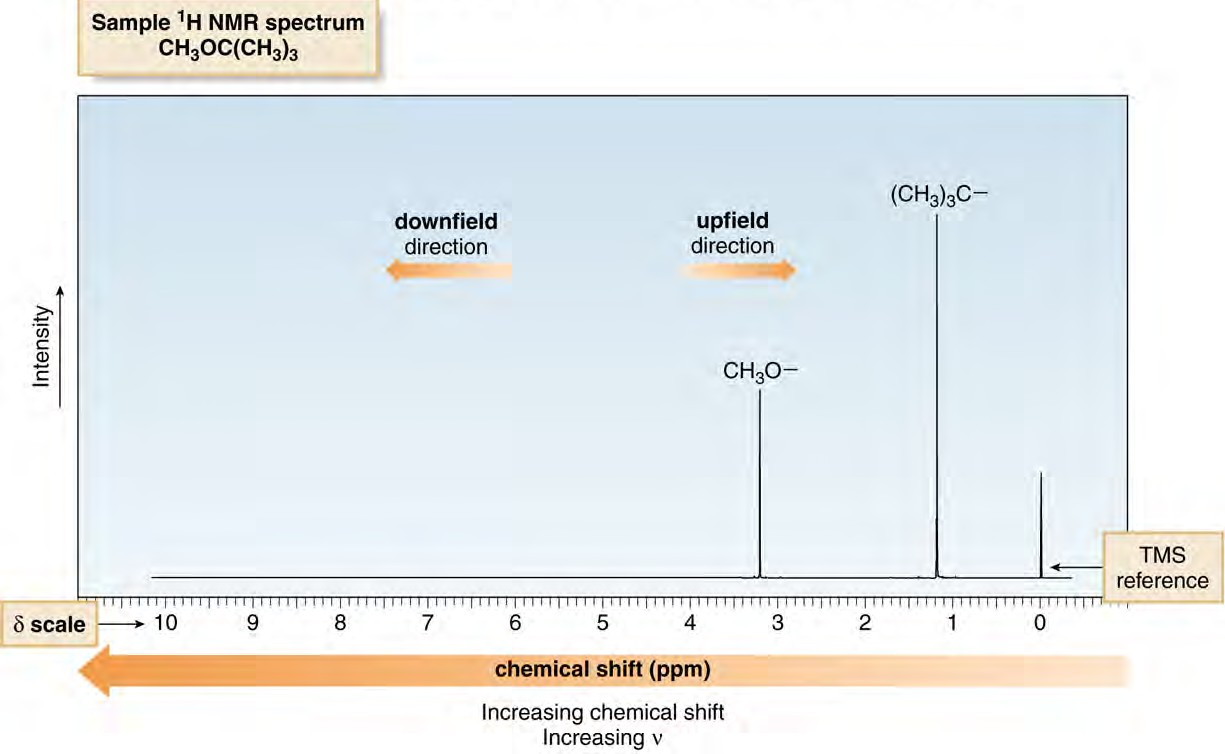 Sample ¹H NMR spectrum
CH₃OC(CH₃)₃
(CH₃)₃C−
downfield
direction
upfield
direction
Intensity
CH₃O−
TMS
reference
δ scale
10 9 8 7 6 5 4 3 2 1 0
chemical shift (ppm)
Increasing chemical shift
Increasing ν